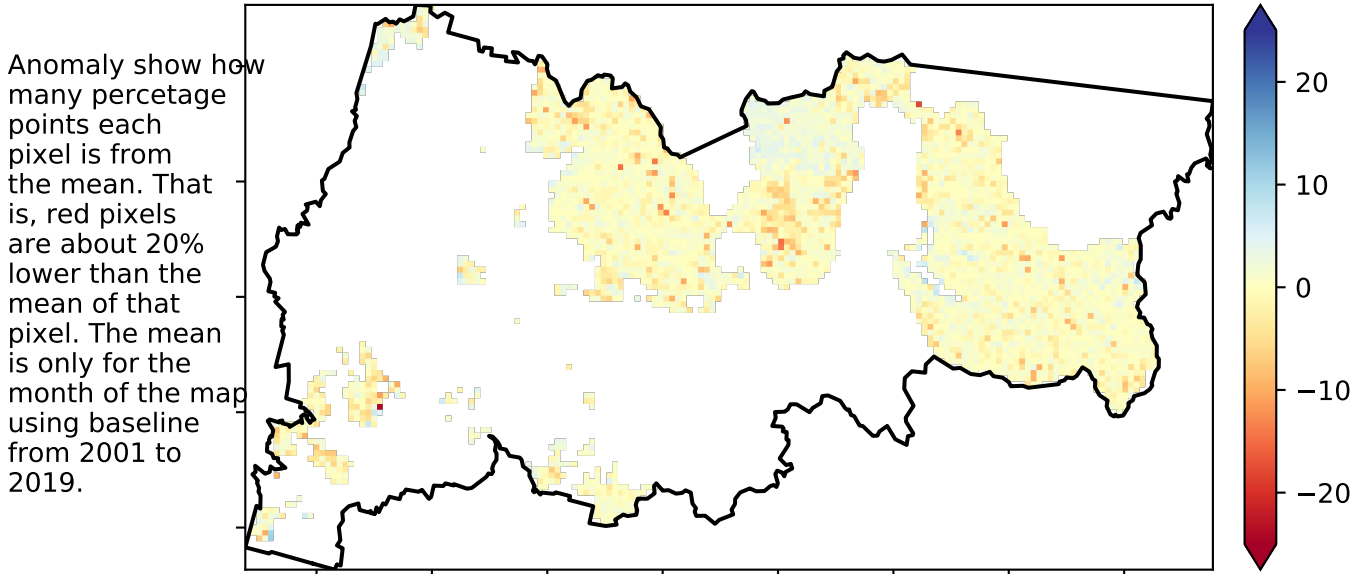 Anomaly show how
many percetage
points each
pixel is from
the mean. That
is, red pixels
are about 20%
lower than the
mean of that
pixel. The mean
is only for the
month of the map
using baseline
from 2001 to
2019.
20
10
0
−10
−20